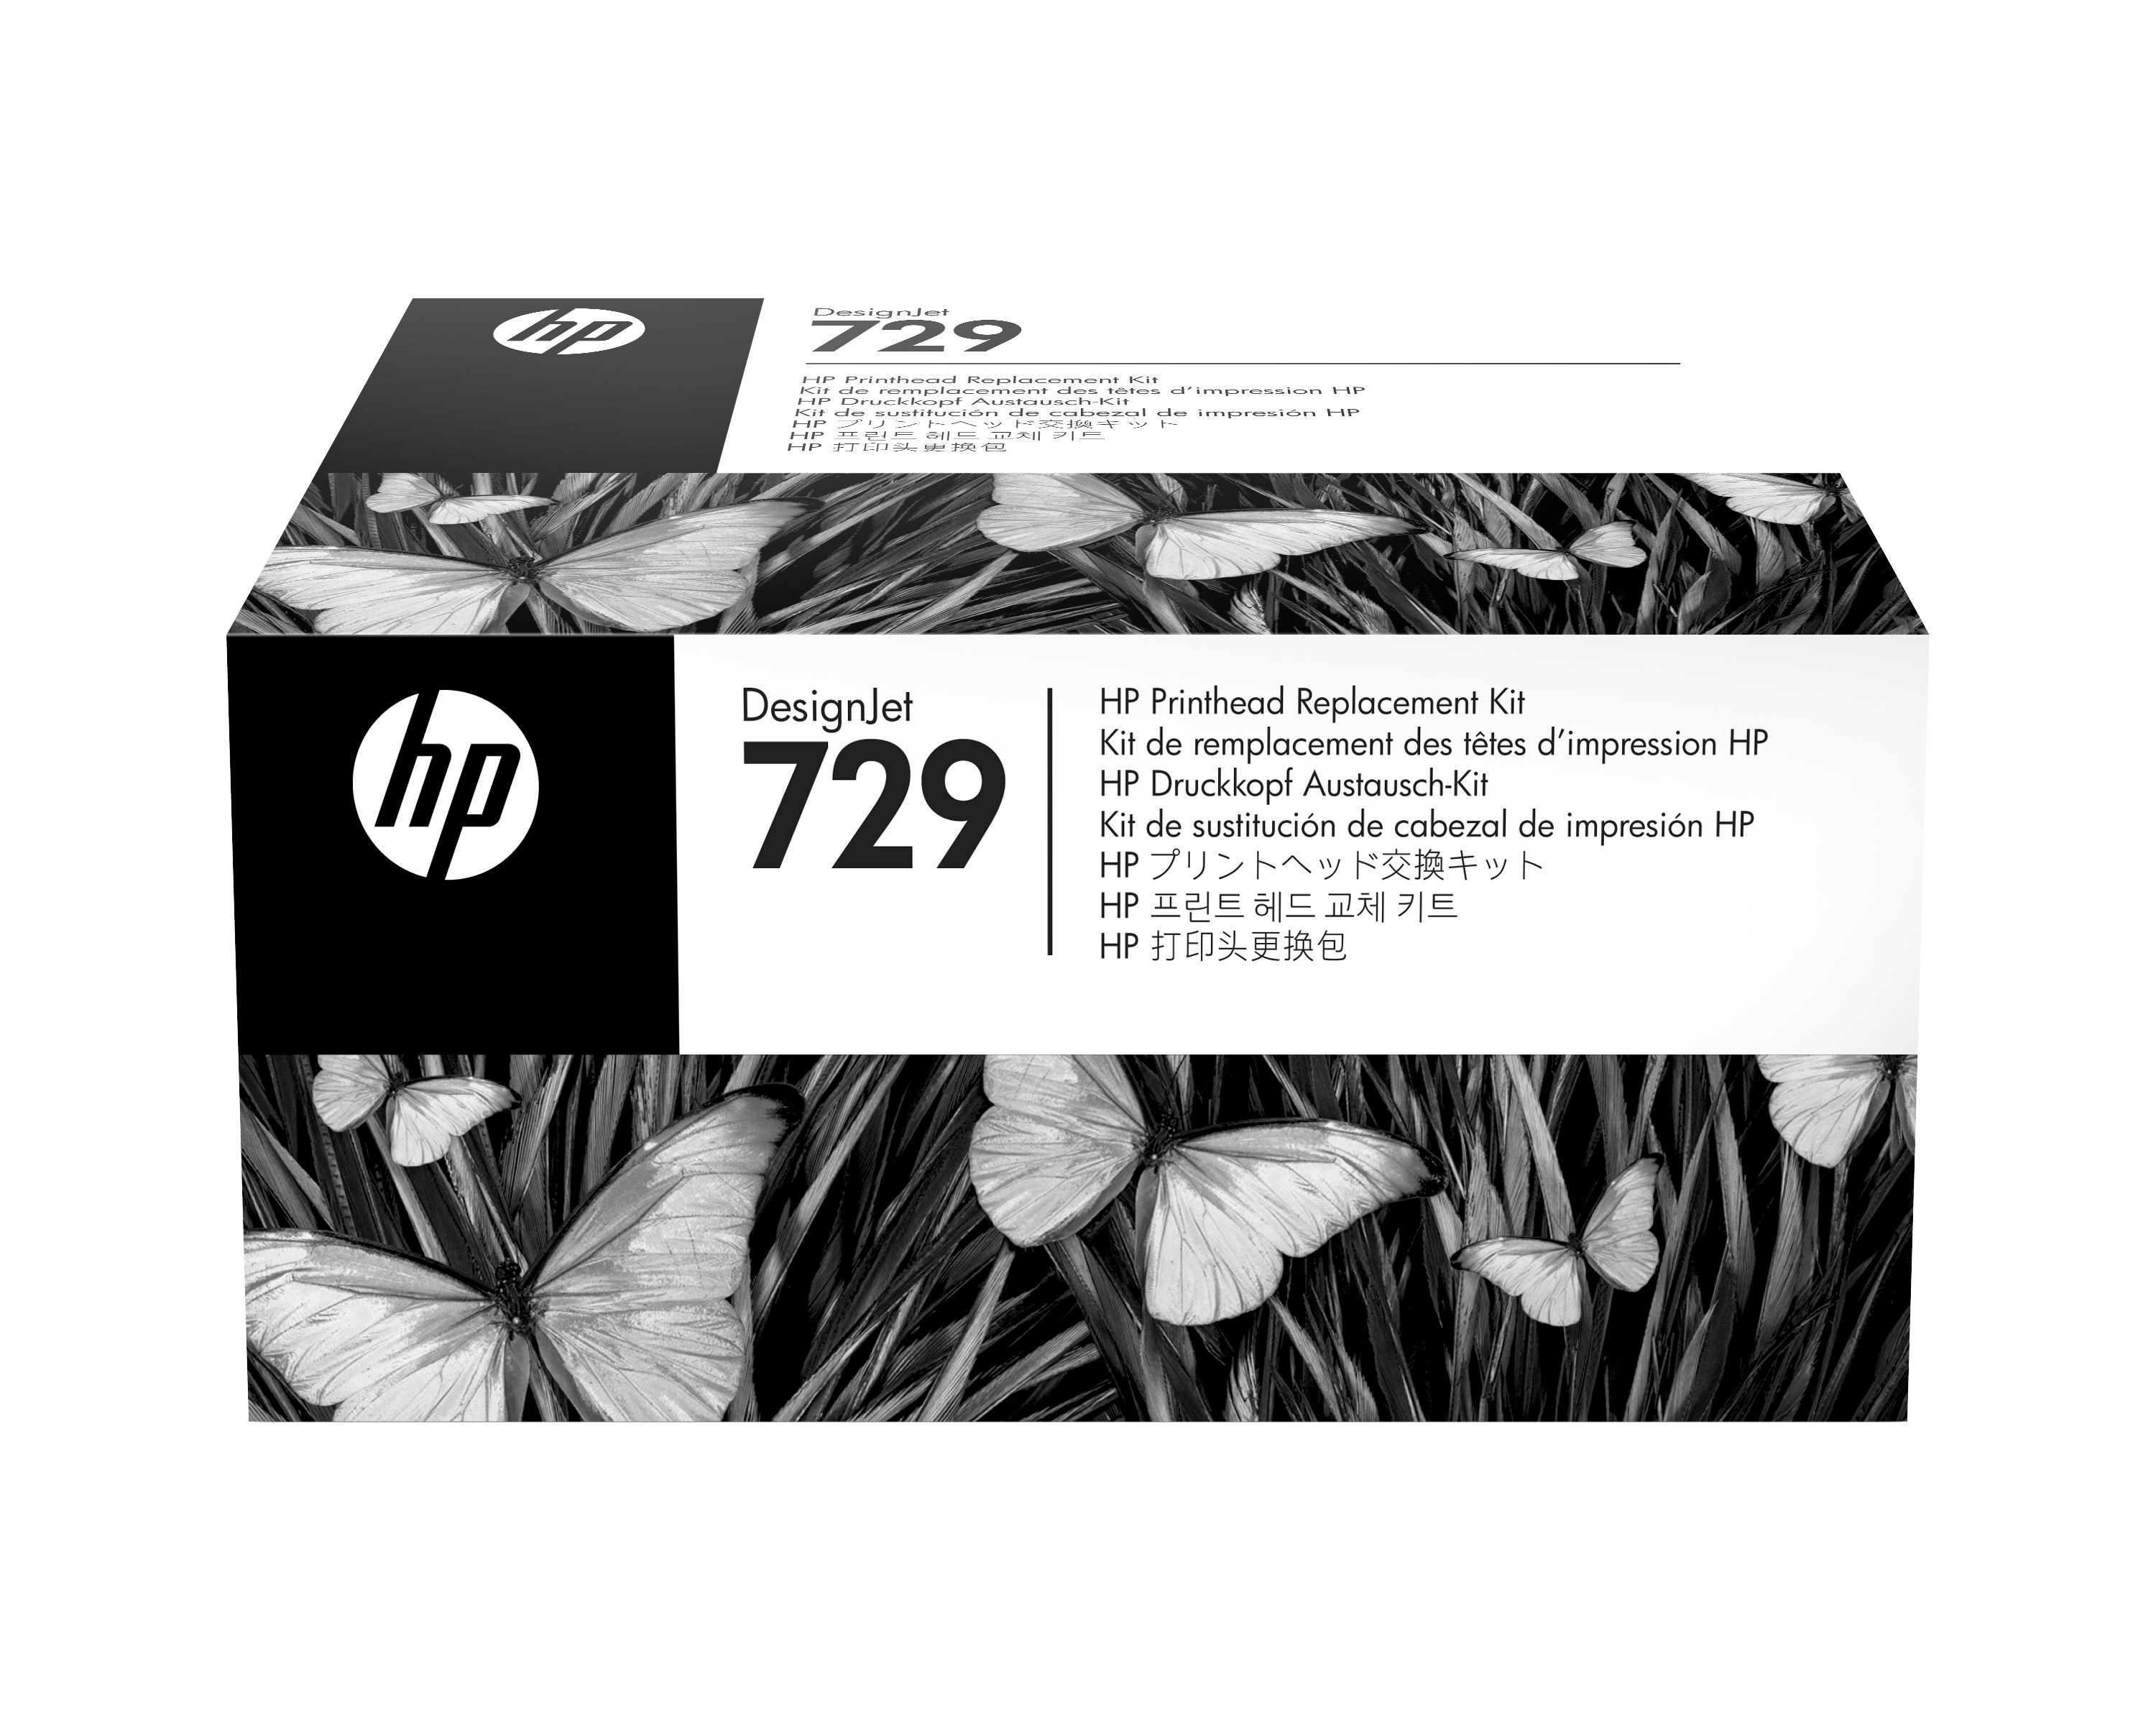 hp
DesignJet
729
HP Printhead Replacement Kit
Kit de remplacement des têtes d'impression HP
HP Druckkopf Austausch-Kit
Kit de sustitución de cabezal de impresión HP
HP プリントヘッド交換キット
HP 프린트 헤드 교체 키트
HP 打印头更换包
hp
DesignJet
729
HP Printhead Replacement Kit
Kit de remplacement des têtes d'impression HP
HP Druckkopf Austausch-Kit
Kit de sustitución de cabezal de impresión HP
HP プリントヘッド交換キット
HP 프린트 헤드 교체 키트
HP 打印头更换包